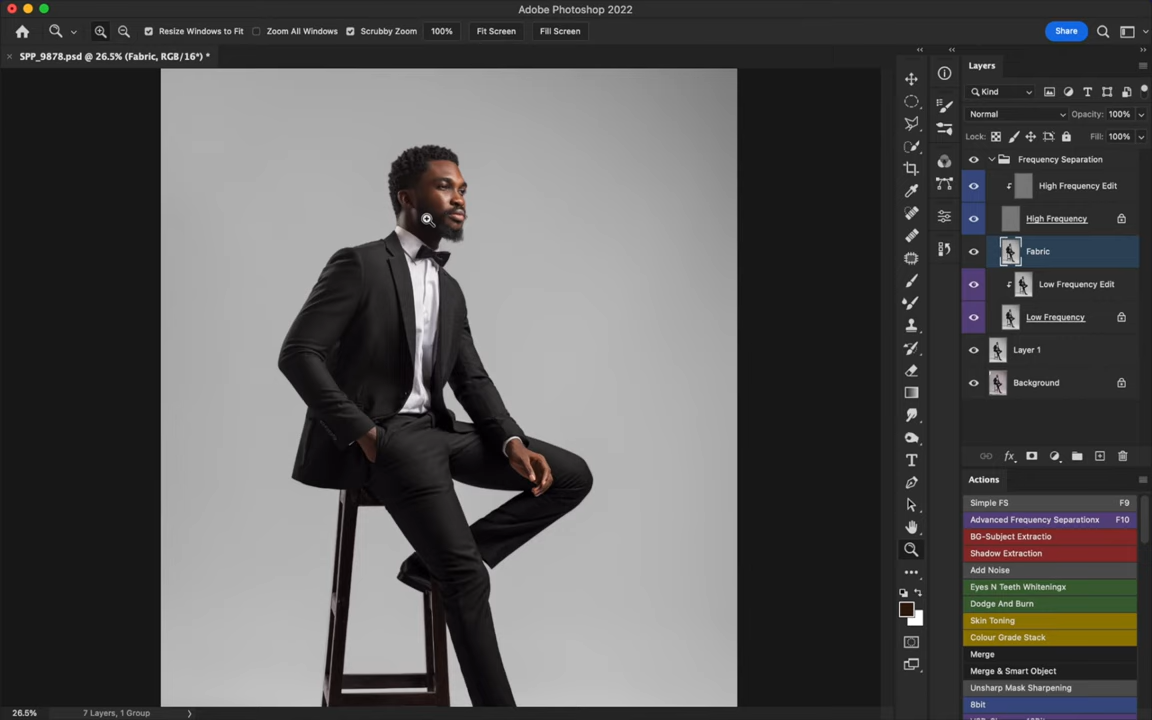 Adobe Photoshop 2022
Resize Windows to Fit
Zoom All Windows
Scrubby Zoom
100%
Fit Screen
Fill Screen
Share
SPP_9878.psd @ 26.5% (Fabric, RGB/16*) *
Layers
Kind
Normal
Opacity: 100%
Lock:
Fill: 100%
Frequency Separation
High Frequency Edit
High Frequency
Fabric
Low Frequency Edit
Low Frequency
Layer 1
Background
fx
Actions
Simple FS F9
Advanced Frequency Separationx F10
BG-Subject Extractio
Shadow Extraction
Add Noise
Eyes N Teeth Whiteningx
Dodge And Burn
Skin Toning
Colour Grade Stack
Merge
Merge & Smart Object
Unsharp Mask Sharpening
8bit
26.5%
7 Layers, 1 Group